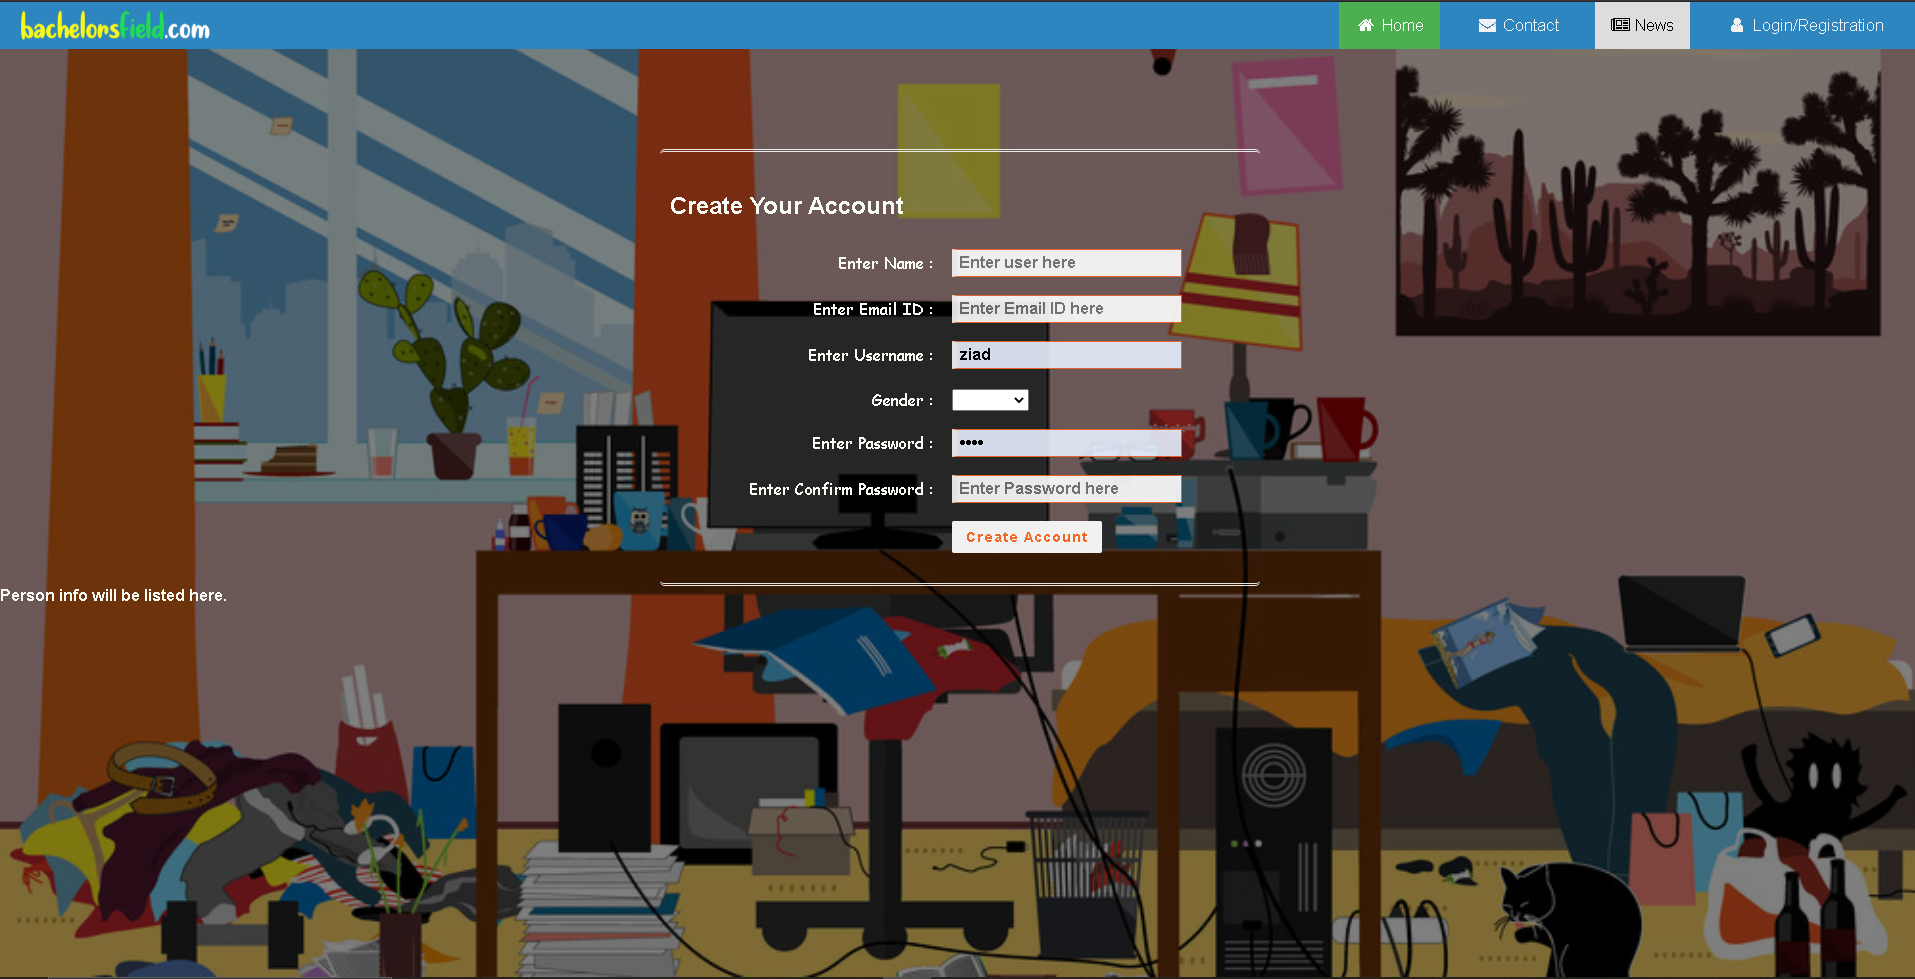 bachelorsfield.com
Home
Contact
News
Login/Registration
Create Your Account
Enter Name :
Enter user here
Enter Email ID :
Enter Email ID here
Enter Username :
ziad
Gender :
Enter Password :
••••
Enter Confirm Password :
Enter Password here
Create Account
Person info will be listed here.